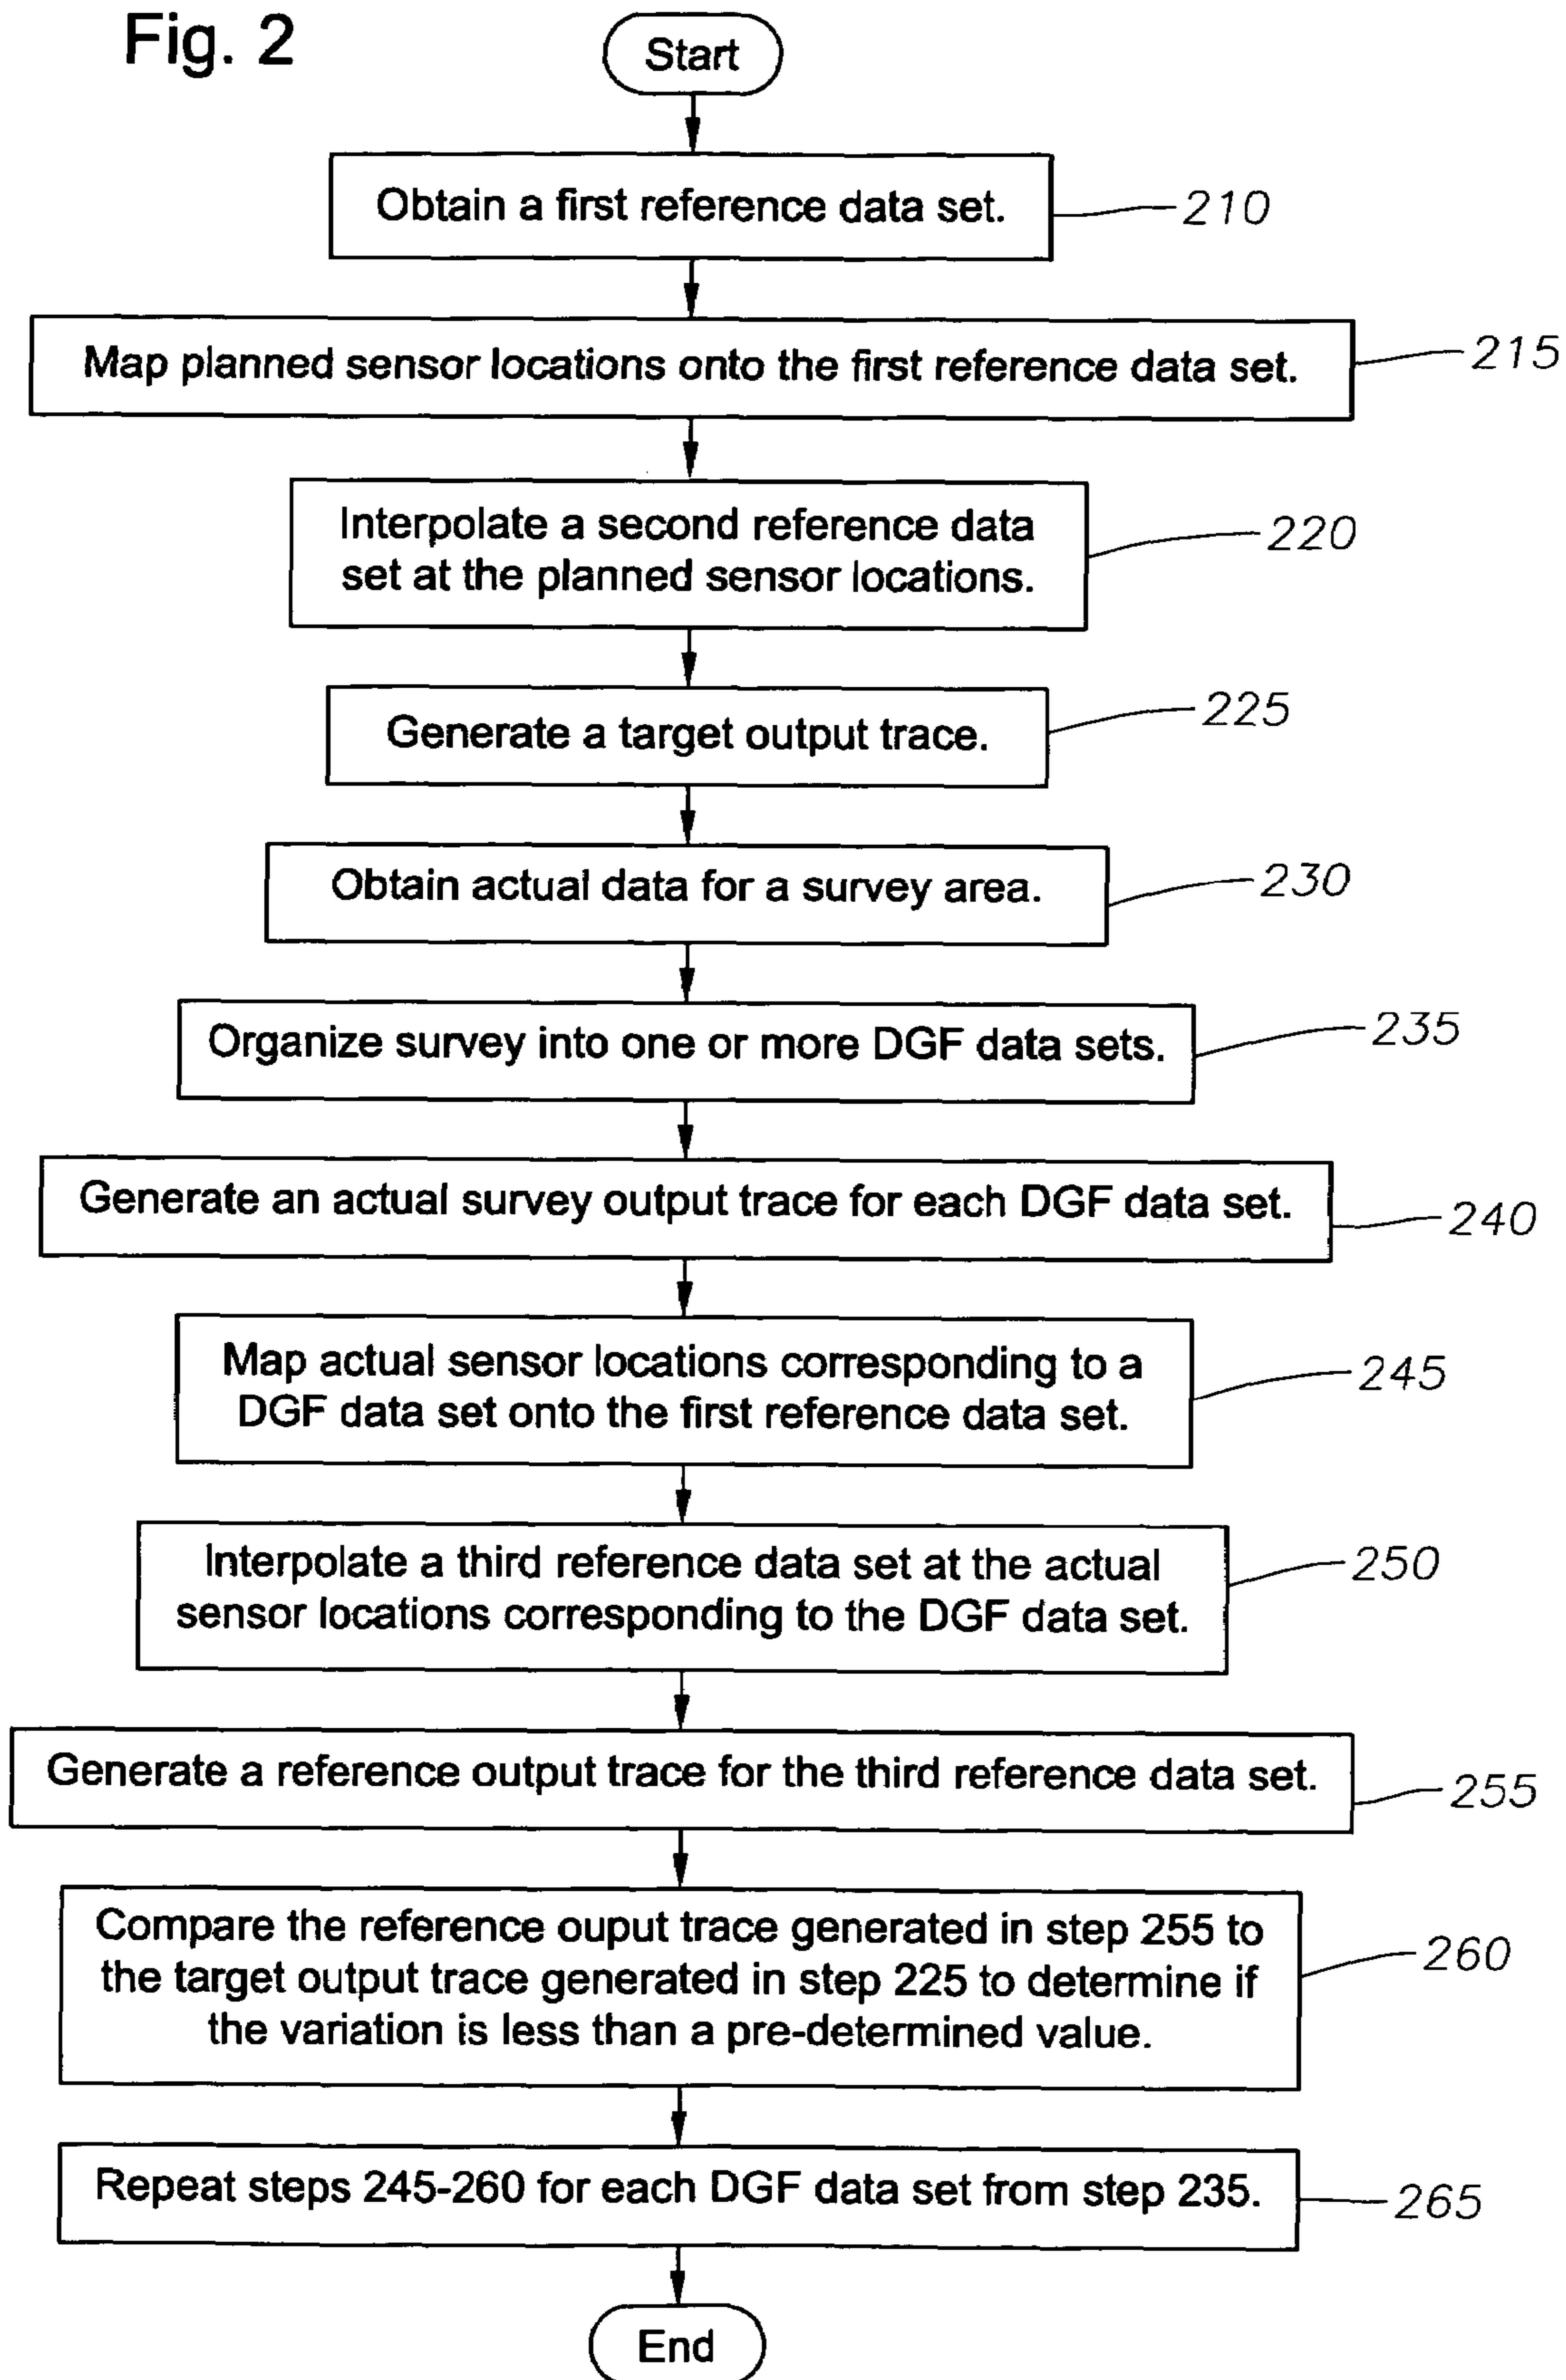 Fig. 2
Start
Obtain a first reference data set.
210
Map planned sensor locations onto the first reference data set.
215
Interpolate a second reference data
set at the planned sensor locations.
220
Generate a target output trace.
225
Obtain actual data for a survey area.
230
Organize survey into one or more DGF data sets.
235
Generate an actual survey output trace for each DGF data set.
240
Map actual sensor locations corresponding to a
DGF data set onto the first reference data set.
245
Interpolate a third reference data set at the actual
sensor locations corresponding to the DGF data set.
250
Generate a reference output trace for the third reference data set.
255
Compare the reference ouput trace generated in step 255 to
the target output trace generated in step 225 to determine if
the variation is less than a pre-determined value.
260
Repeat steps 245-260 for each DGF data set from step 235.
265
End